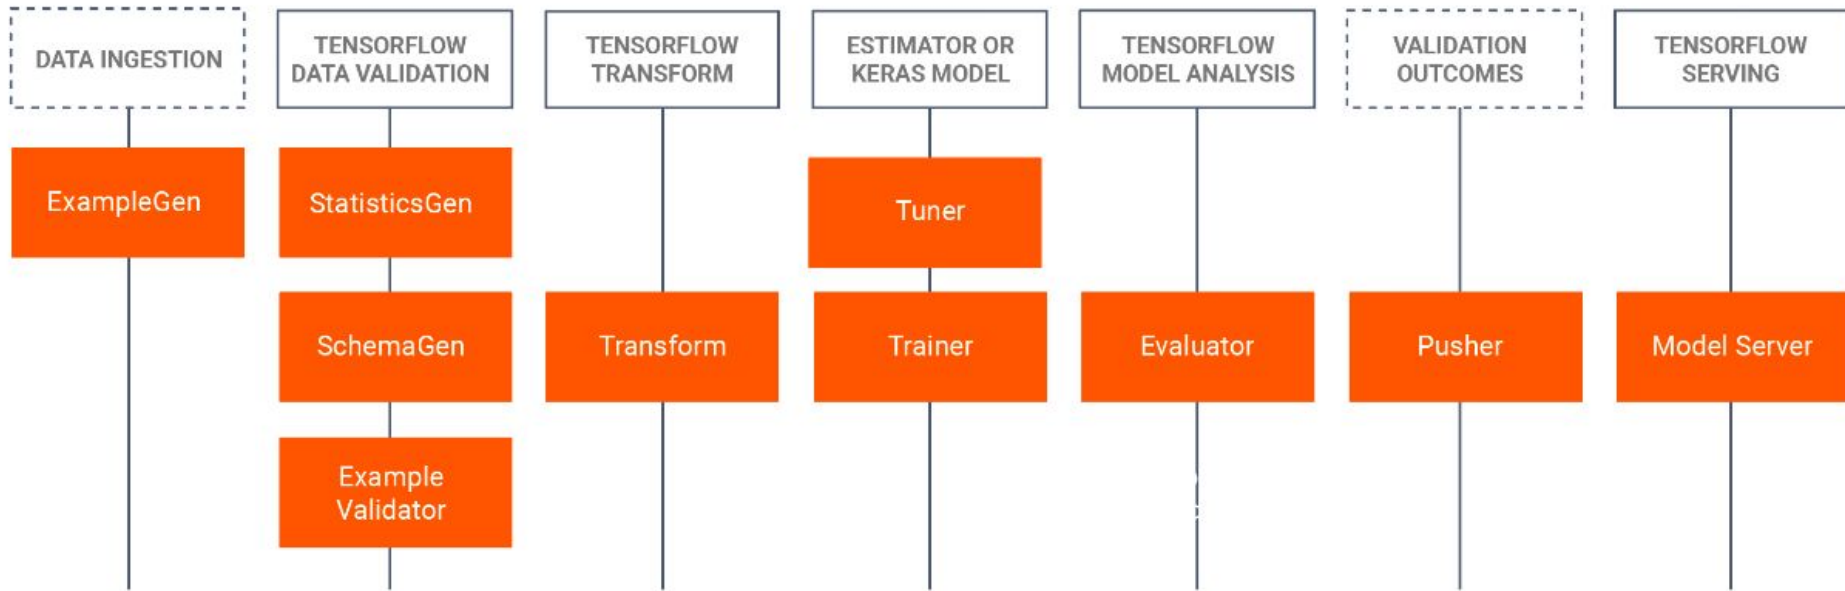 DATA INGESTION
TENSORFLOW
DATA VALIDATION
TENSORFLOW
TRANSFORM
ESTIMATOR OR
KERAS MODEL
TENSORFLOW
MODEL ANALYSIS
VALIDATION
OUTCOMES
TENSORFLOW
SERVING
ExampleGen
StatisticsGen
Tuner
SchemaGen
Transform
Trainer
Evaluator
Pusher
Model Server
Example
Validator